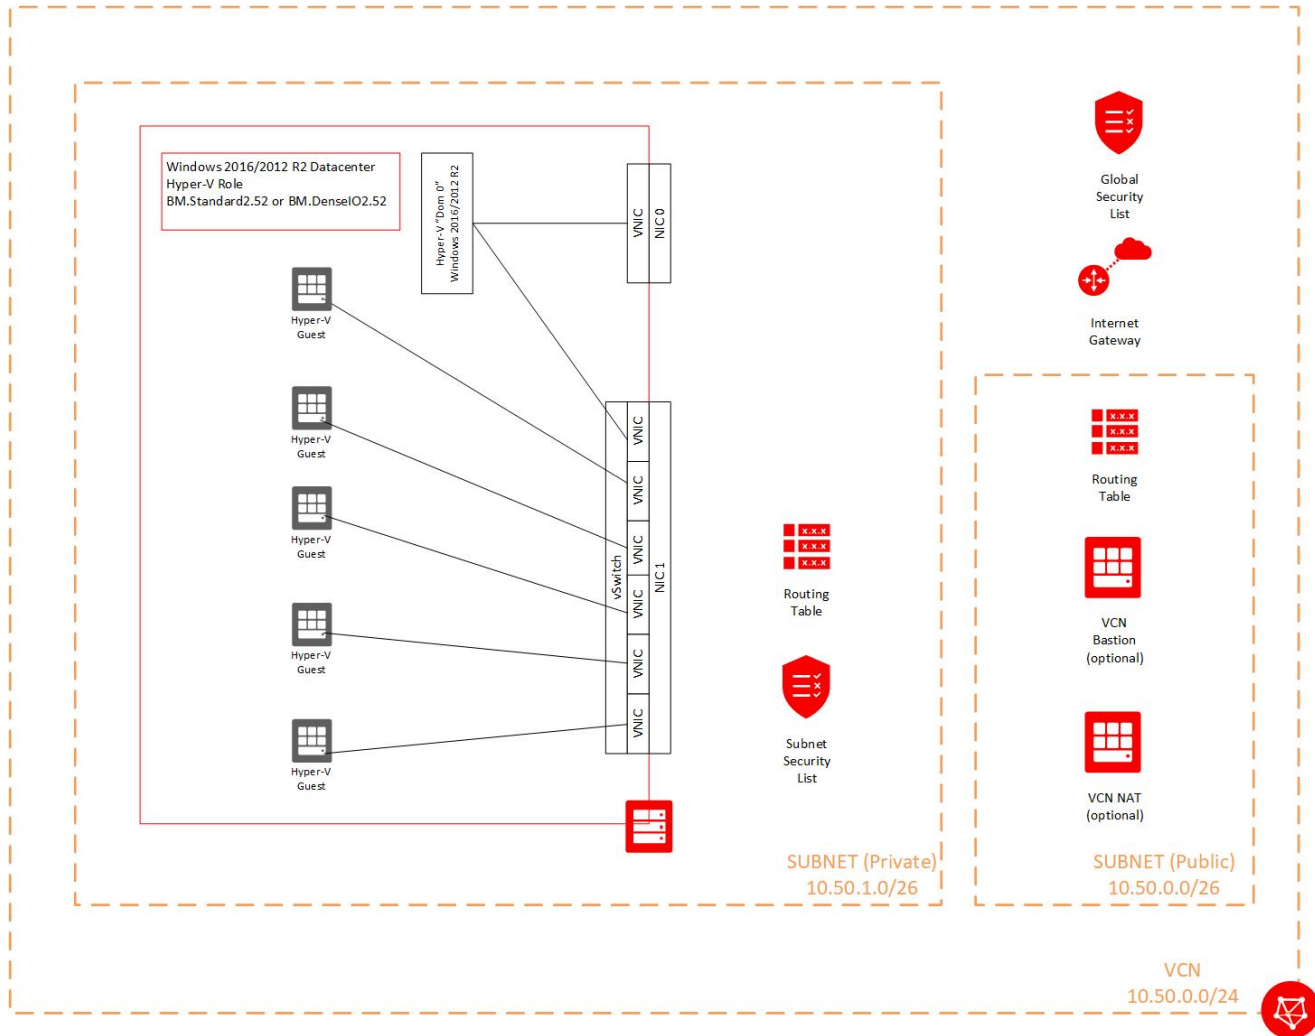 Windows 2016/2012 R2 Datacenter
Hyper-V Role
BM.Standard2.52 or BM.DenseIO2.52
Hyper-V "Dom 0"
Windows 2016/2012 R2
VNIC
NIC 0
Hyper-V
Guest
Hyper-V
Guest
Hyper-V
Guest
Hyper-V
Guest
Hyper-V
Guest
vSwitch
VNIC
VNIC
VNIC
VNIC
VNIC
VNIC
NIC 1
x.x.x
x.x.x
x.x.x
Routing
Table
Subnet
Security
List
SUBNET (Private)
10.50.1.0/26
Global
Security
List
Internet
Gateway
x.x.x
x.x.x
x.x.x
Routing
Table
VCN
Bastion
(optional)
VCN NAT
(optional)
SUBNET (Public)
10.50.0.0/26
VCN
10.50.0.0/24